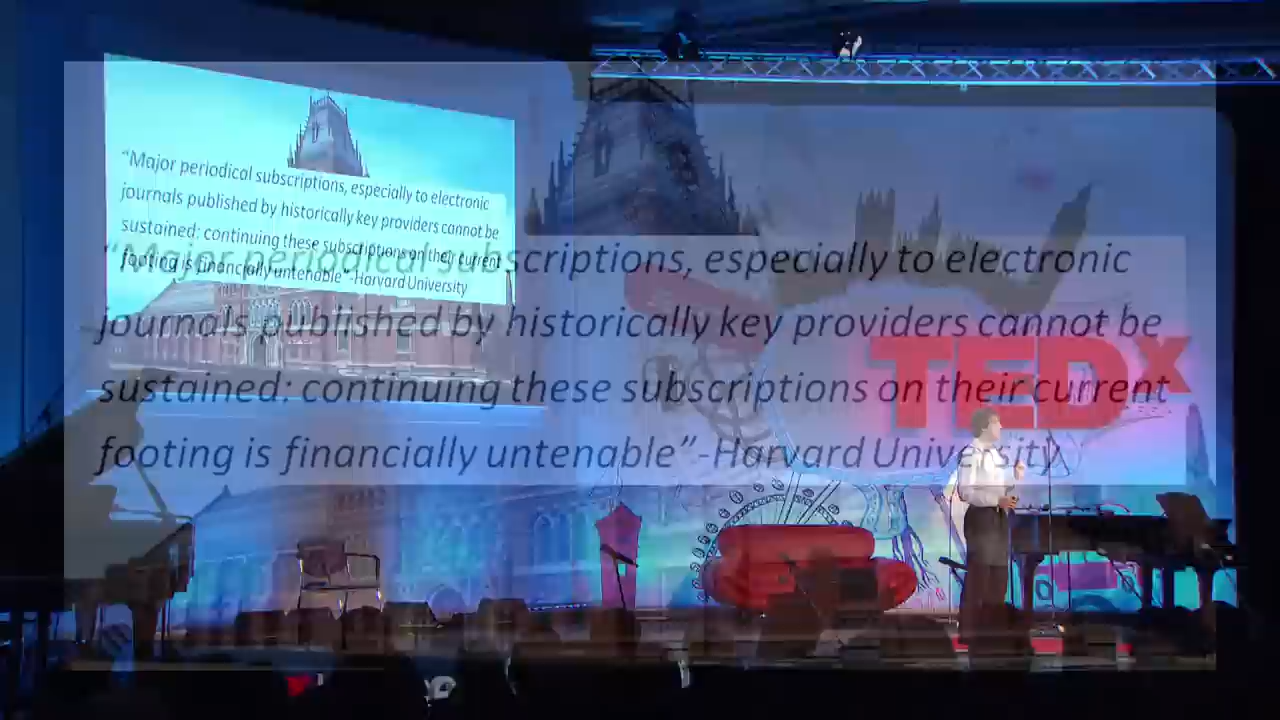 “Major periodical subscriptions, especially to electronic
journals published by historically key providers cannot be
sustained: continuing these subscriptions on their current
footing is financially untenable” -Harvard University
“Major periodical subscriptions, especially to electronic
journals published by historically key providers cannot be
sustained: continuing these subscriptions on their current
footing is financially untenable” -Harvard University
TEDx